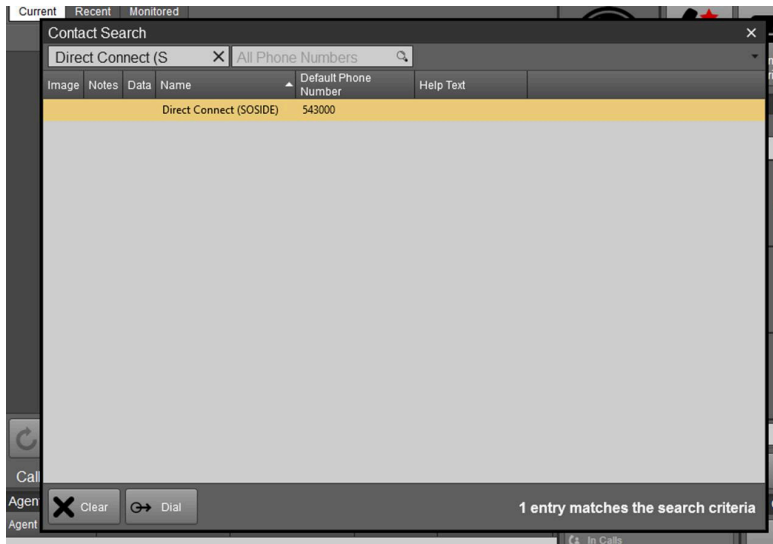 Current Recent Monitored
Contact Search
Direct Connect (S All Phone Numbers
Image Notes Data Name Default Phone Number Help Text
Direct Connect (SOSIDE) 543000
Call
Agen
Clear Dial 1 entry matches the search criteria
Agent
In Calls